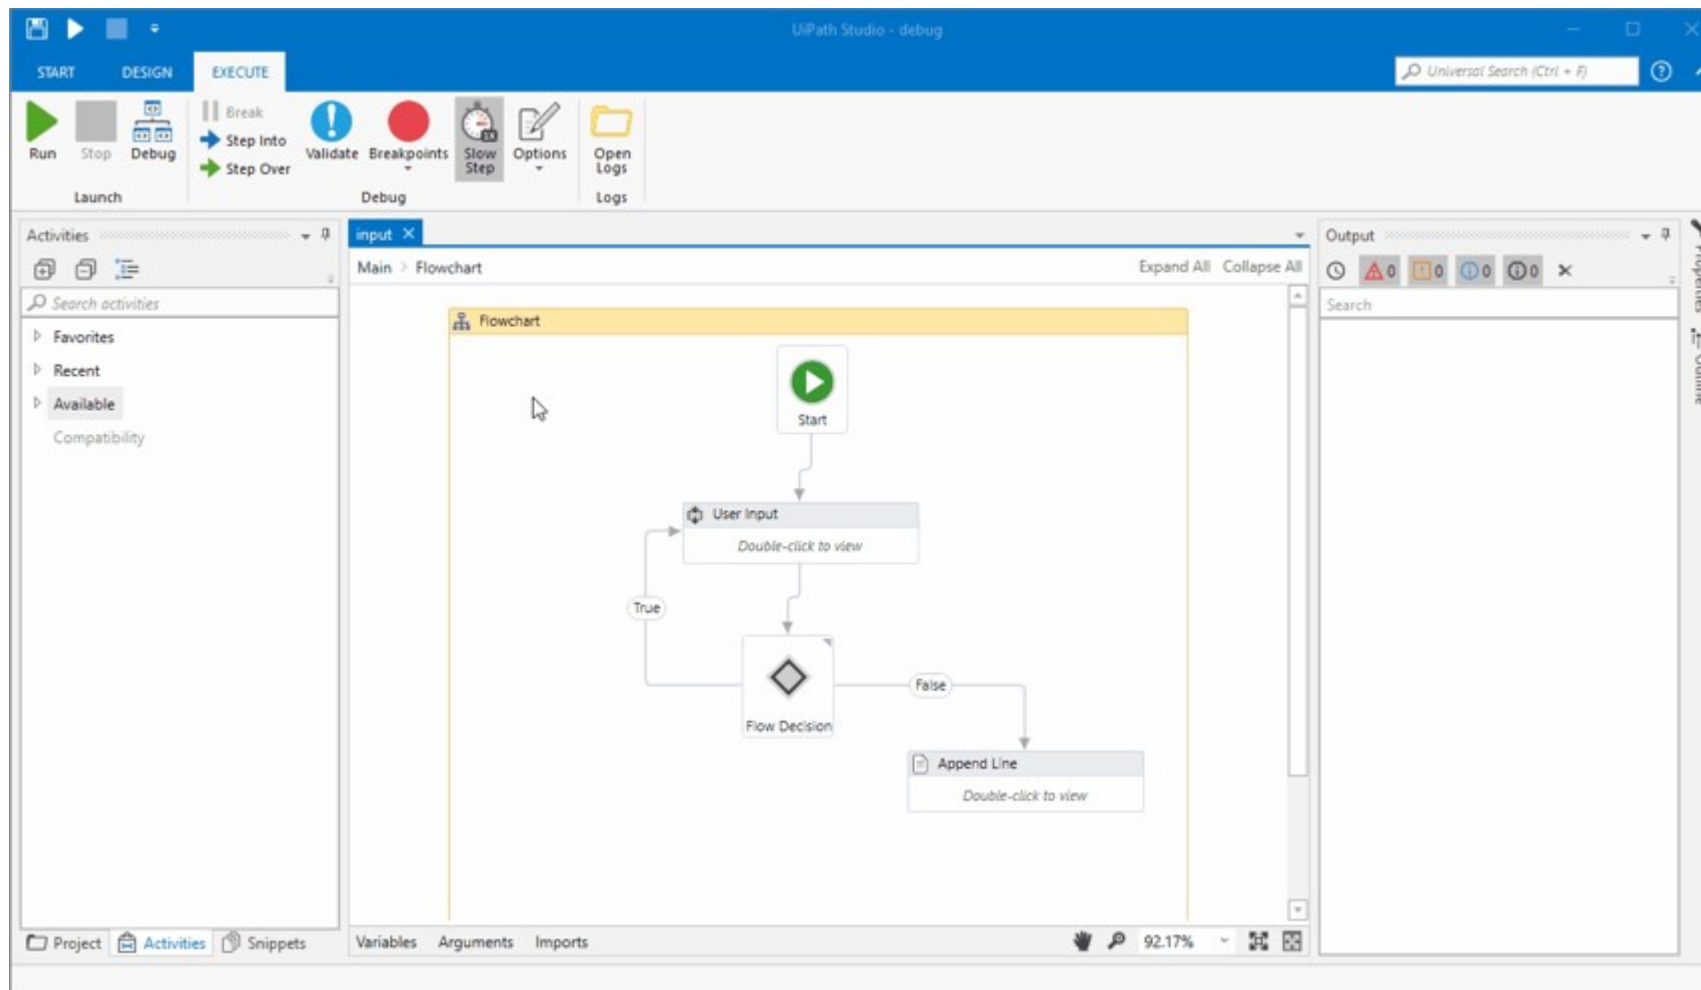 UiPath Studio - debug
START DESIGN EXECUTE
Universal Search (Ctrl + F)
Run
Stop
Debug
Launch
Break
Step Into
Step Over
Validate
Breakpoints
Slow
Step
1x
Options
Debug
Open
Logs
Logs
Activities
Search activities
Favorites
Recent
Available
Compatibility
Project Activities Snippets
input
Main > Flowchart
Expand All Collapse All
Flowchart
Start
User Input
Double-click to view
True
Flow Decision
False
Append Line
Double-click to view
Variables Arguments Imports
92.17%
Output
0 0 0 0
Search
Properties
Outline